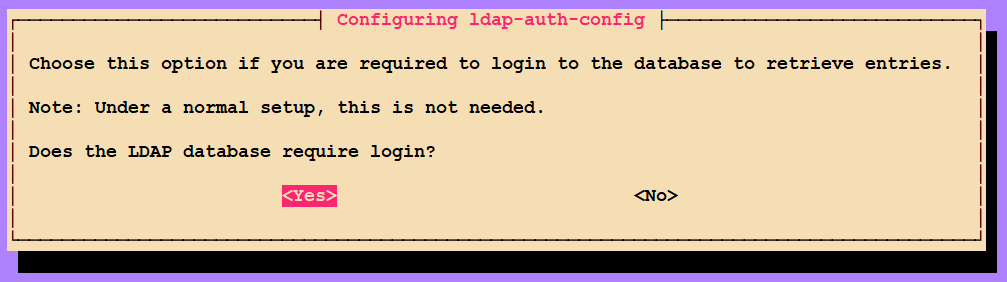 Configuring ldap-auth-config
Choose this option if you are required to login to the database to retrieve entries.
Note: Under a normal setup, this is not needed.
Does the LDAP database require login?
<Yes> <No>